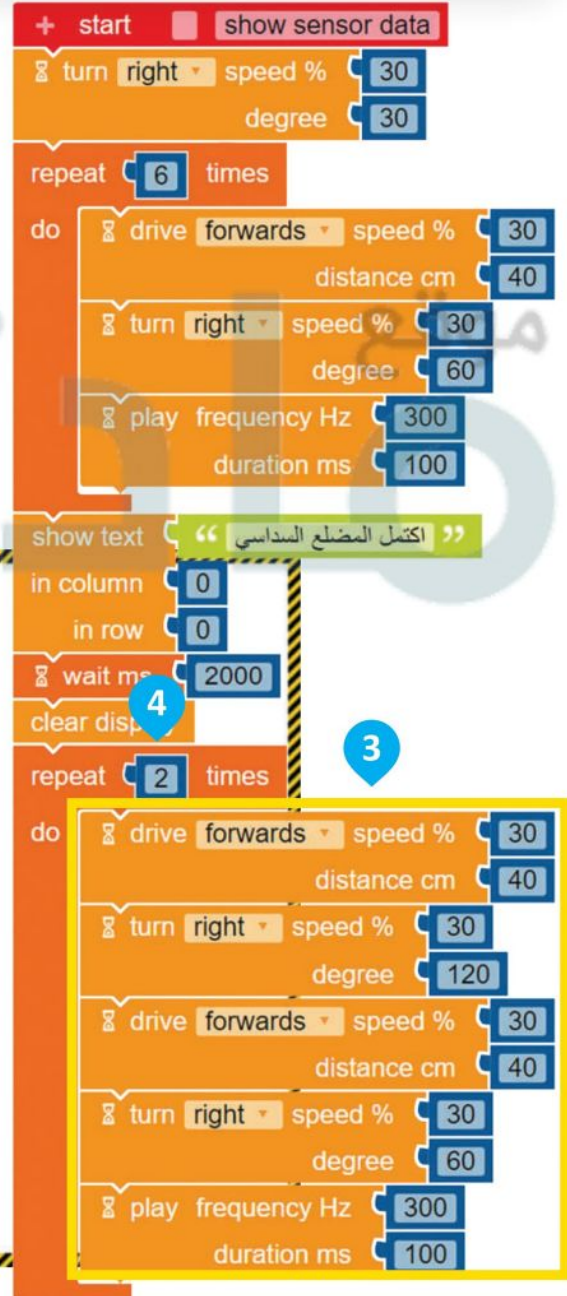 + start show sensor data
turn right speed % 30
degree 30
repeat 6 times
do drive forwards speed % 30
distance cm 40
turn right speed % 30
degree 60
play frequency Hz 300
duration ms 100
موقع
show text “ اكتمل المضلع السداسي ”
in column 0
in row 0
wait ms 2000
4
clear display
3
repeat 2 times
do drive forwards speed % 30
distance cm 40
turn right speed % 30
degree 120
drive forwards speed % 30
distance cm 40
turn right speed % 30
degree 60
play frequency Hz 300
duration ms 100